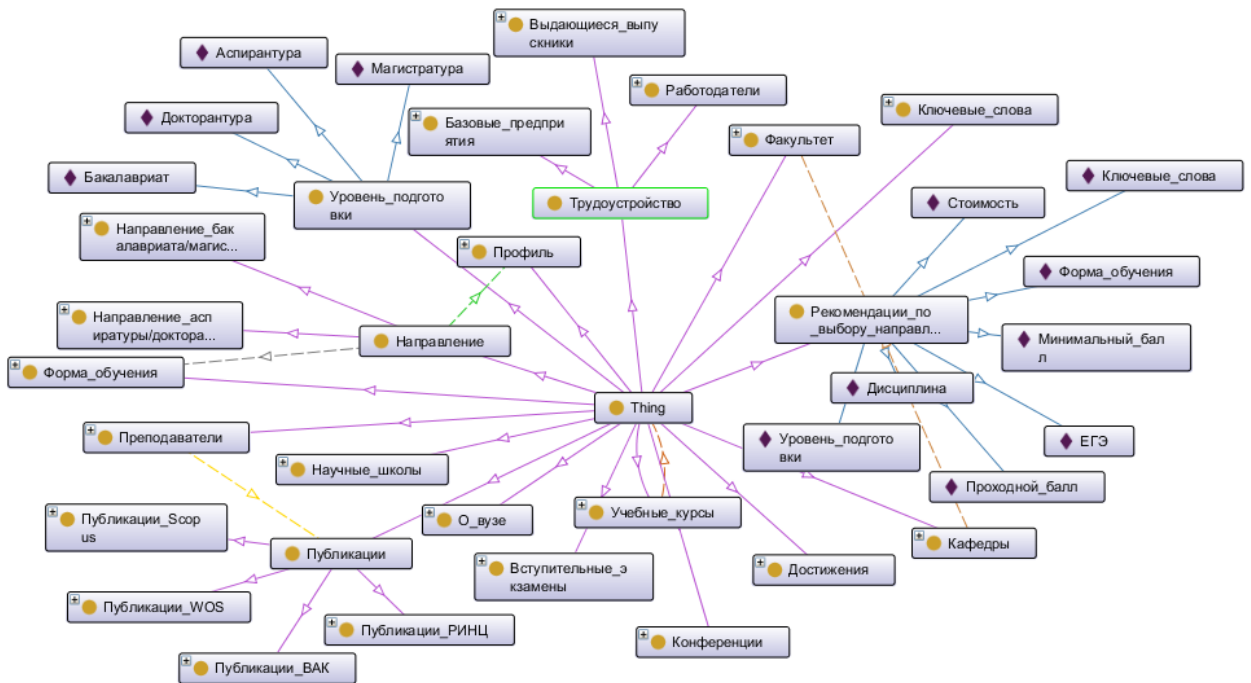 Выдающиеся_выпу
скники
Аспирантура
Магистратура
Работодатели
Ключевые_слова
Докторантура
Базовые_предпри
ятия
Факультет
Бакалавриат
Уровень_подгото
вки
Трудоустройство
Ключевые_слова
Стоимость
Направление_бак
алавриата/магис...
Профиль
Форма_обучения
Направление_асп
иратуры/доктора...
Рекомендации_по
_выбору_направл...
Направление
Минимальный_бал
л
Форма_обучения
Дисциплина
Thing
Преподаватели
Уровень_подгото
вки
ЕГЭ
Научные_школы
Проходной_балл
Публикации_Scop
us
О_вузе
Учебные_курсы
Кафедры
Публикации
Вступительные_э
кзамены
Достижения
Публикации_WOS
Публикации_РИНЦ
Конференции
Публикации_ВАК